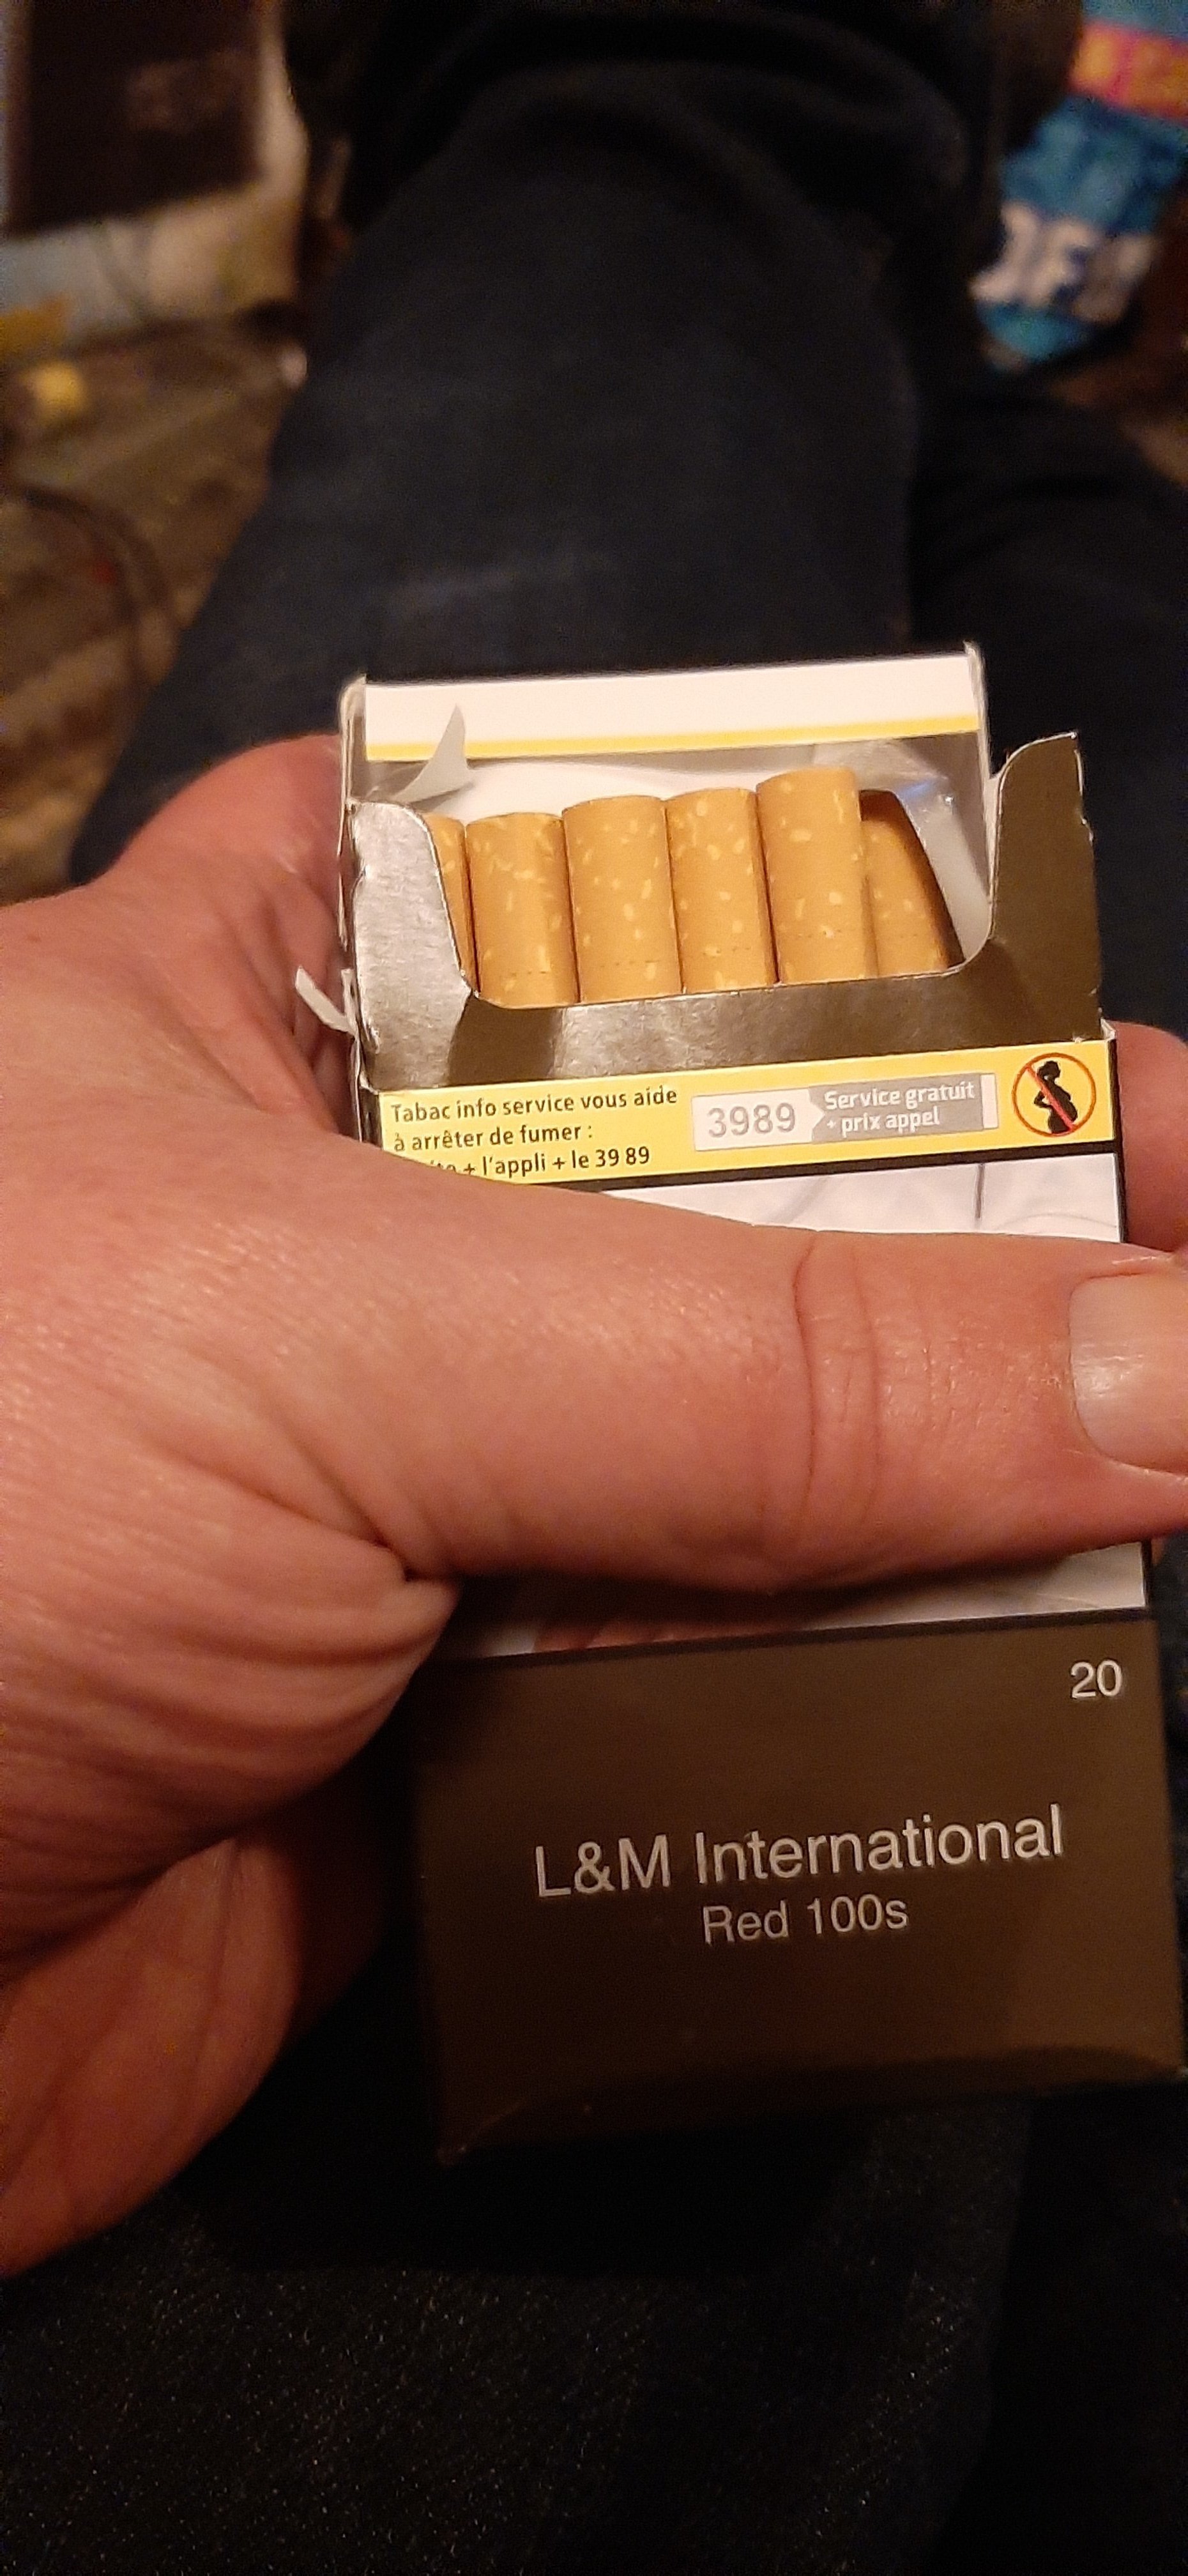 Tabac info service vous aide
à arrêter de fumer :
+ l'appli + le 39 89
3989
Service gratuit
+ prix appel
20
L&M International
Red 100s